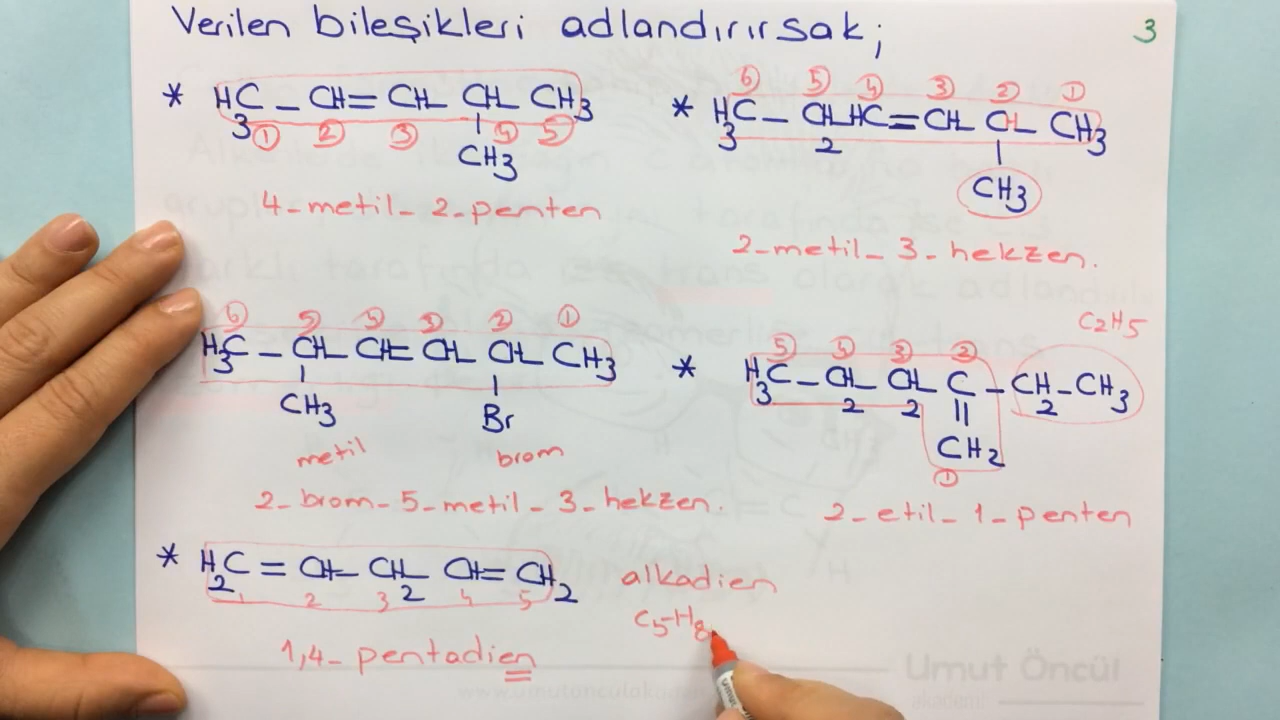 Verilen bileşikleri adlandırırsak;
3
* H3C – CH=CH – CH – CH3
① ② ③ ④ ⑤
CH3
4-metil-2-penten
⑥ ⑤ ④ ③ ② ①
* H3C – CH2 – HC=CH – CH – CH3
CH3
2-metil-3-hekzen.
⑥ ⑤ ④ ③ ② ①
H3C – CH – CH=CH – CH – CH3
CH3 Br
metil brom
2-brom-5-metil-3-hekzen.
C2H5
⑤ ④ ③ ②
* H3C – CH2 – CH2 – C – CH2 – CH3
CH2
①
2-etil-1-penten
* H2C = CH – CH2 – CH = CH2
1 2 3 4 5
alkadien
C5H8
1,4-pentadien
Umut Öncül